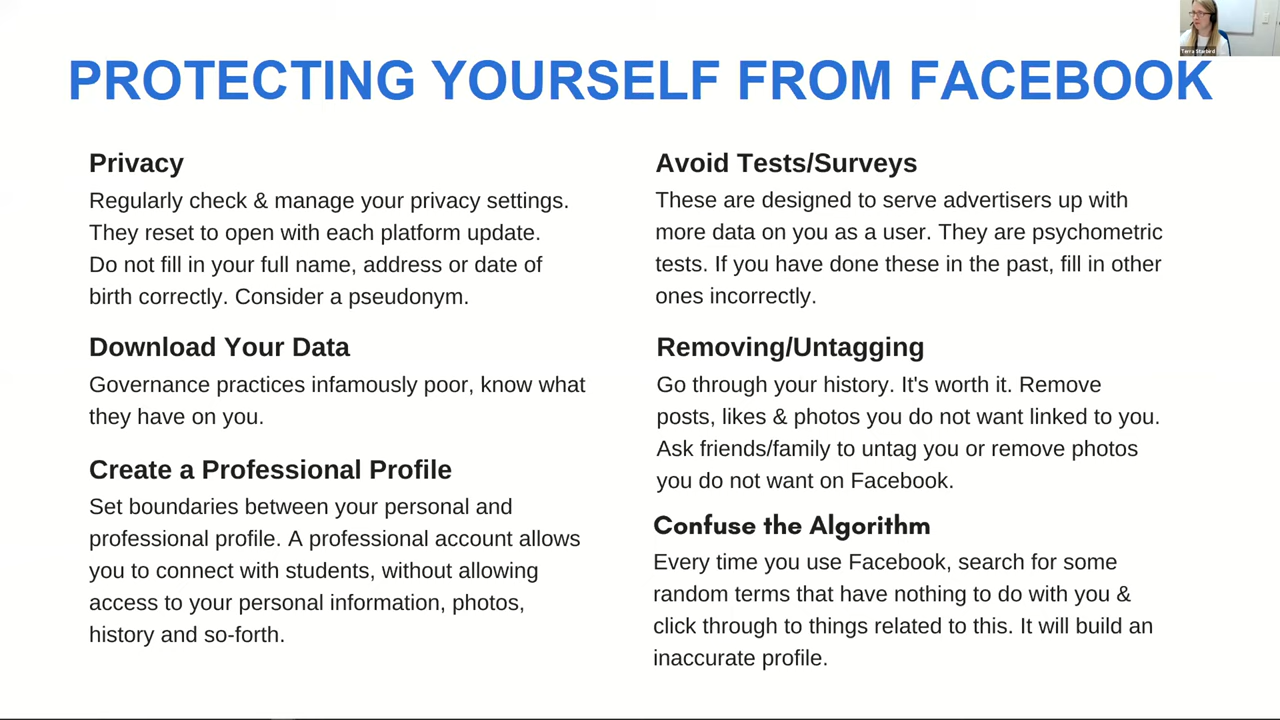 PROTECTING YOURSELF FROM FACEBOOK
Privacy
Regularly check & manage your privacy settings.
They reset to open with each platform update.
Do not fill in your full name, address or date of
birth correctly. Consider a pseudonym.
Download Your Data
Governance practices infamously poor, know what
they have on you.
Create a Professional Profile
Set boundaries between your personal and
professional profile. A professional account allows
you to connect with students, without allowing
access to your personal information, photos,
history and so-forth.
Avoid Tests/Surveys
These are designed to serve advertisers up with
more data on you as a user. They are psychometric
tests. If you have done these in the past, fill in other
ones incorrectly.
Removing/Untagging
Go through your history. It's worth it. Remove
posts, likes & photos you do not want linked to you.
Ask friends/family to untag you or remove photos
you do not want on Facebook.
Confuse the Algorithm
Every time you use Facebook, search for some
random terms that have nothing to do with you &
click through to things related to this. It will build an
inaccurate profile.